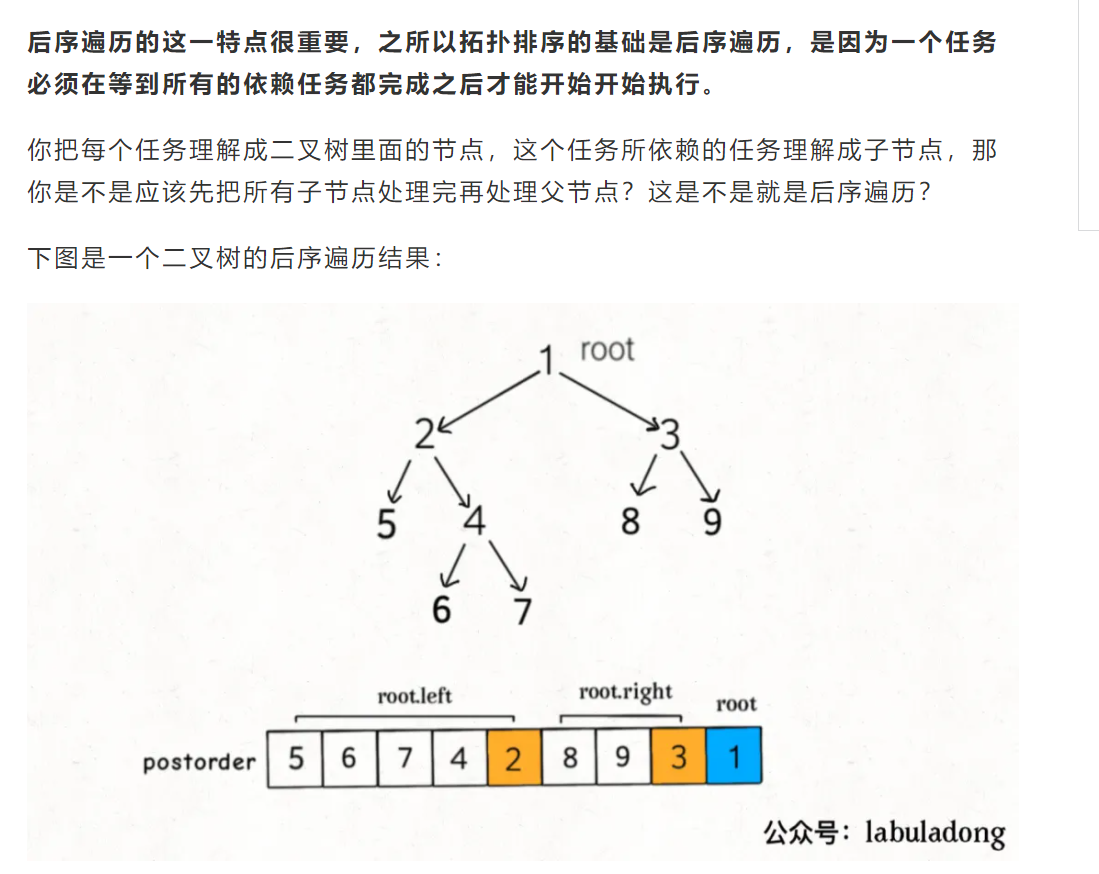 后序遍历的这一特点很重要，之所以拓扑排序的基础是后序遍历，是因为一个任务
必须在等到所有的依赖任务都完成之后才能开始开始执行。
你把每个任务理解成二叉树里面的节点，这个任务所依赖的任务理解成子节点，那
你是不是应该先把所有子节点处理完再处理父节点？这是不是就是后序遍历？
下图是一个二叉树的后序遍历结果：
1 root
2 3
5 4 8 9
6 7
root.left root.right root
postorder 5 6 7 4 2 8 9 3 1
公众号：labuladong